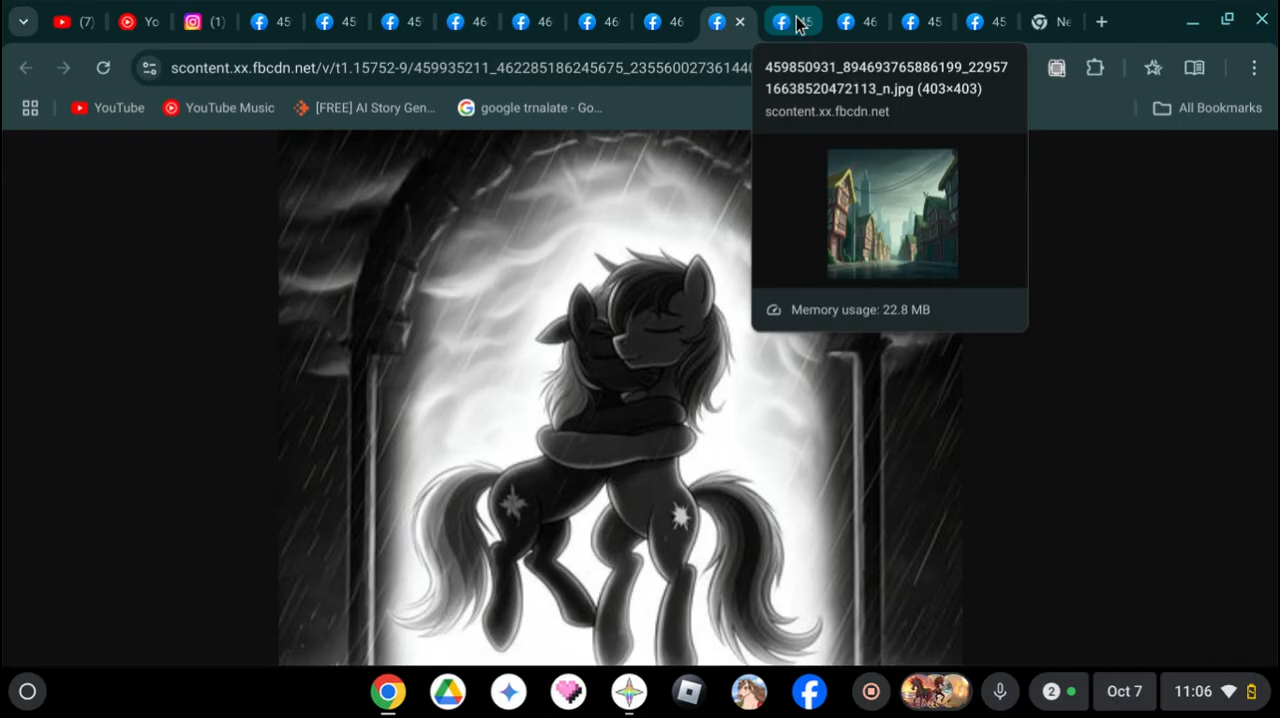 (7)
Yo
(1)
45
45
45
46
46
46
46
45
46
45
45
Ne
scontent.xx.fbcdn.net/v/t1.15752-9/459935211_462285186245675_235560027361440
YouTube
YouTube Music
[FREE] AI Story Gen...
google trnalate - Go...
All Bookmarks
459850931_894693765886199_22957
16638520472113_n.jpg (403×403)
scontent.xx.fbcdn.net
Memory usage: 22.8 MB
2
Oct 7
11:06